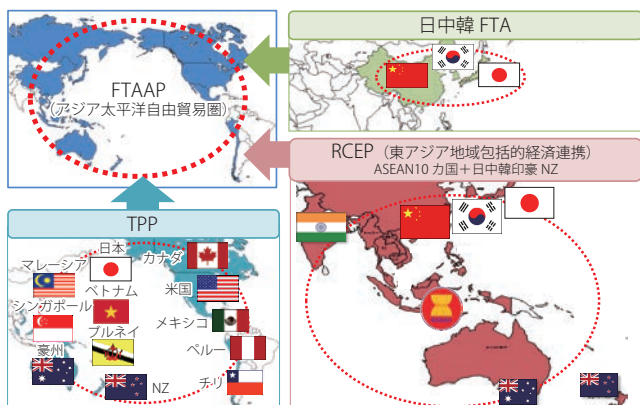 FTAAP
（アジア太平洋自由貿易圏）
日中韓 FTA
RCEP（東アジア地域包括的経済連携）
ASEAN10 カ国＋日中韓印豪 NZ
TPP
日本
カナダ
マレーシア
ベトナム
米国
シンガポール
ブルネイ
メキシコ
豪州
ペルー
NZ
チリ